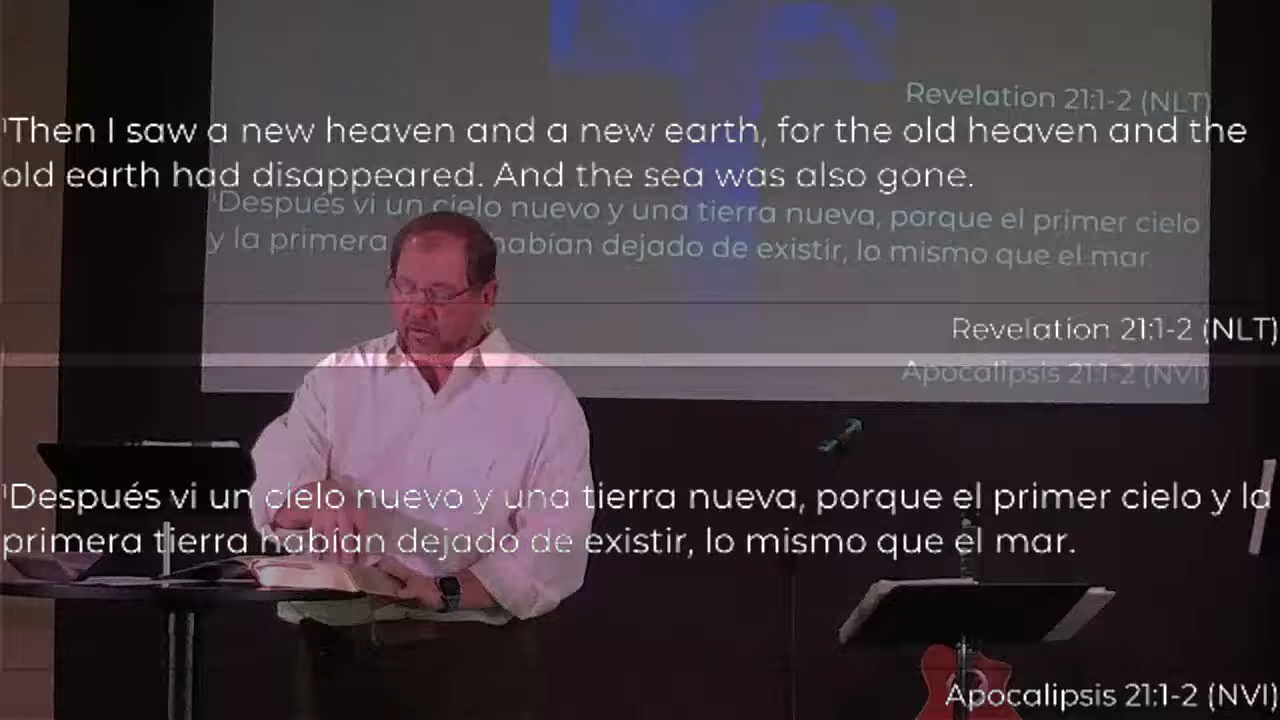 Revelation 21:1-2 (NLT)
¹Then I saw a new heaven and a new earth, for the old heaven and the
old earth had disappeared. And the sea was also gone.
¹Después vi un cielo nuevo y una tierra nueva, porque el primer cielo
y la primera habían dejado de existir, lo mismo que el mar.
Revelation 21:1-2 (NLT)
Apocalipsis 21:1-2 (NVI)
¹Después vi un cielo nuevo y una tierra nueva, porque el primer cielo y la
primera tierra habían dejado de existir, lo mismo que el mar.
Apocalipsis 21:1-2 (NVI)